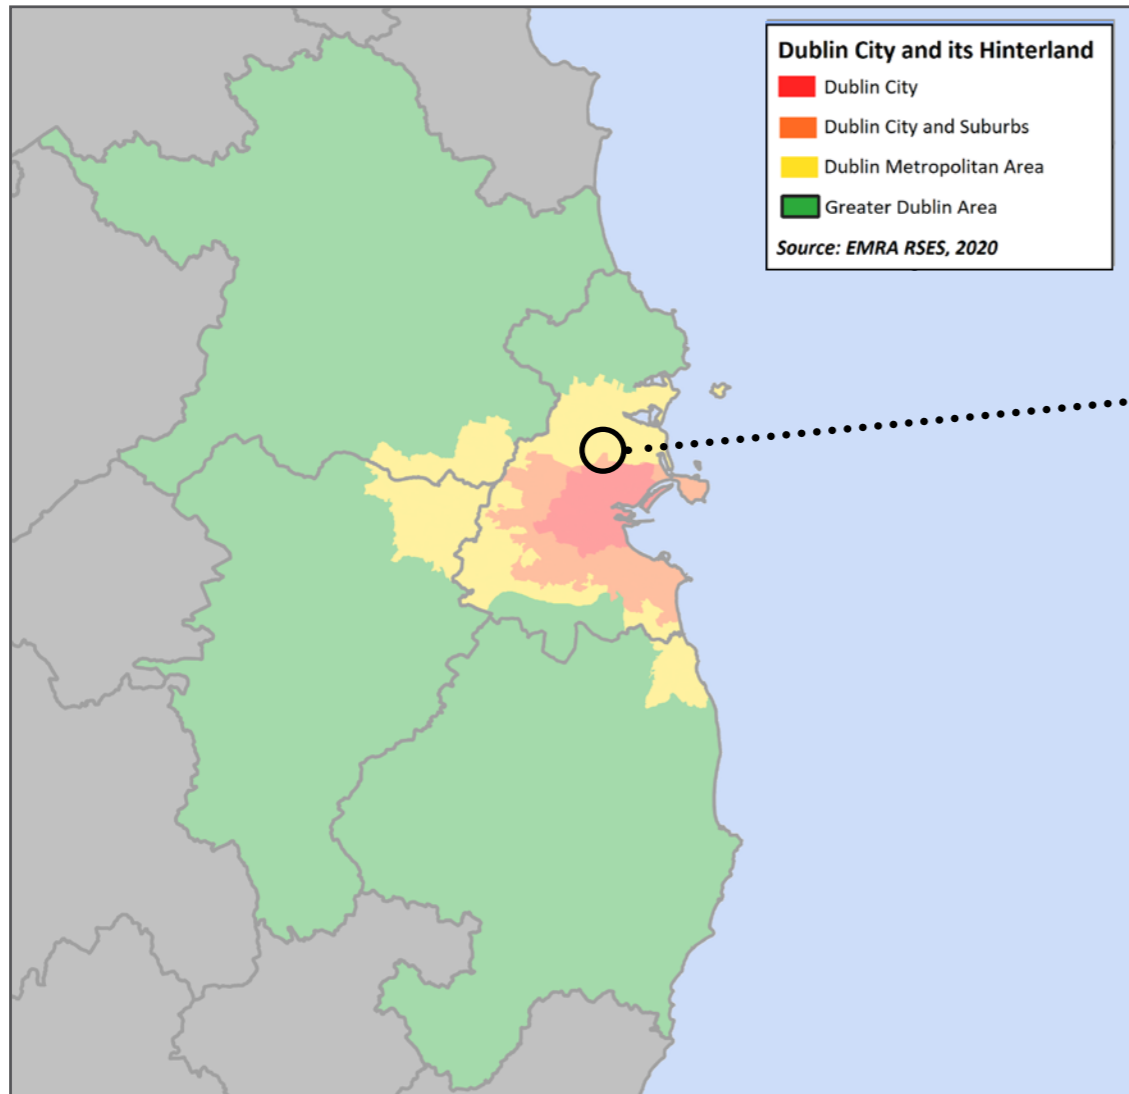 Dublin City and its Hinterland
Dublin City
Dublin City and Suburbs
Dublin Metropolitan Area
Greater Dublin Area
Source: EMRA RSES, 2020